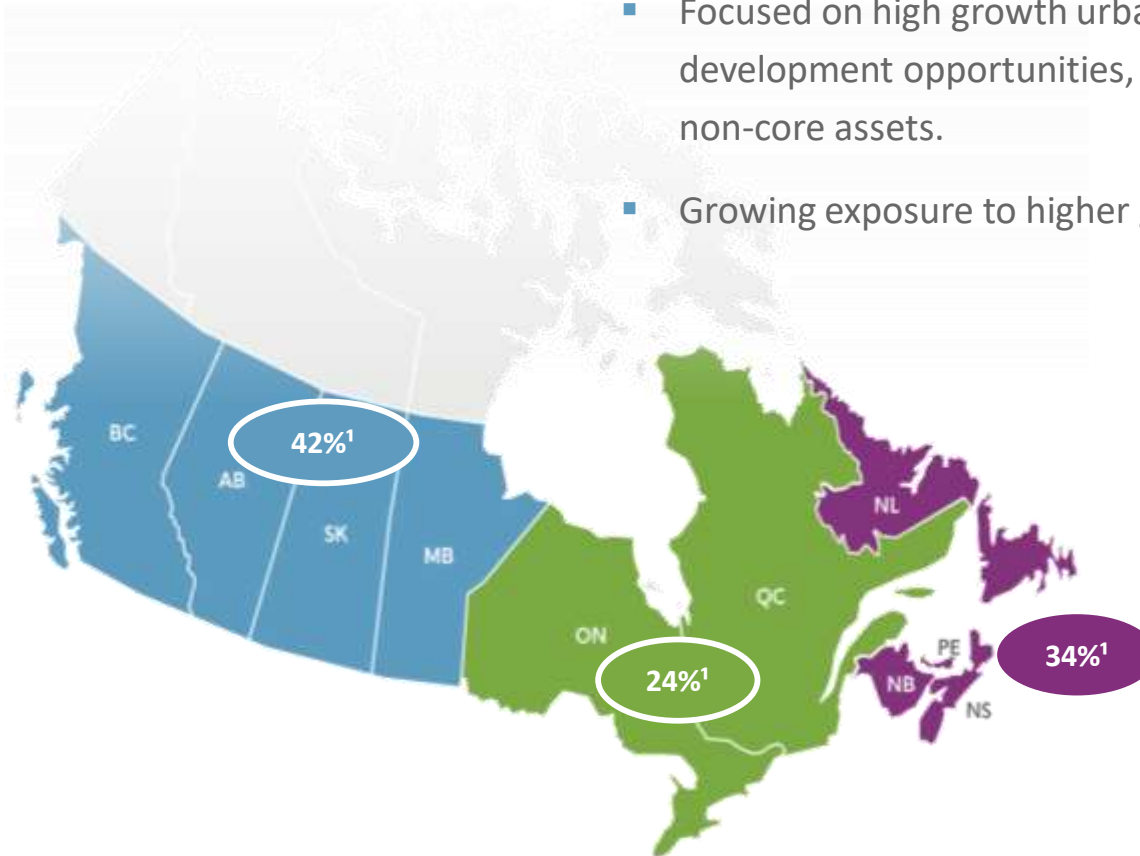 Focused on high growth
development opportunities,
non-core assets.
Growing exposure to higher
BC
42%¹
AB
SK
MB
NL
QC
ON
PE
34%¹
24%¹
NB
NS